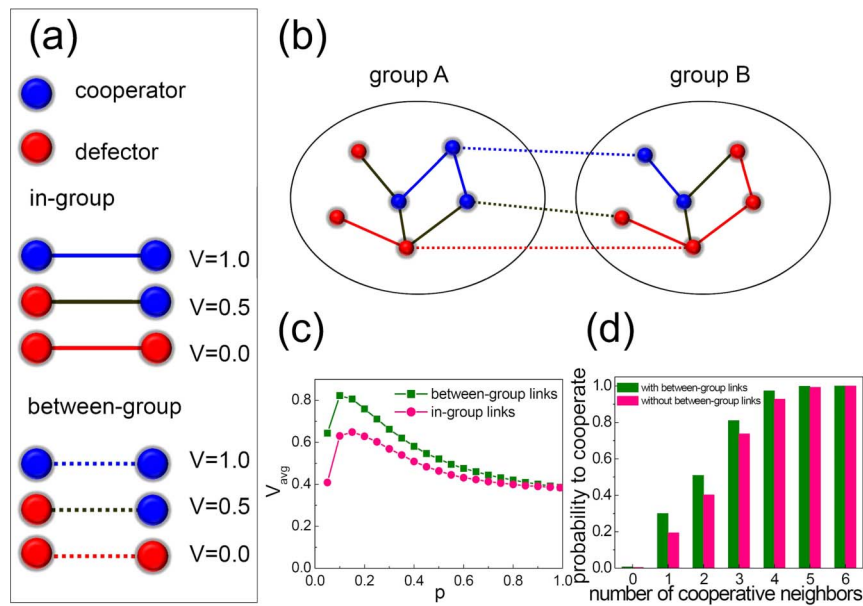 (a)
cooperator
defector
in-group
V=1.0
V=0.5
V=0.0
between-group
V=1.0
V=0.5
V=0.0
(b)
group A
group B
(c)
between-group links
in-group links
0.8
0.6
0.4
0.2
0.0
V_avg
0.0 0.2 0.4 0.6 0.8 1.0
p
(d)
with between-group links
without between-group links
1.0
0.8
0.6
0.4
0.2
0.0
probability to cooperate
0 1 2 3 4 5 6
number of cooperative neighbors